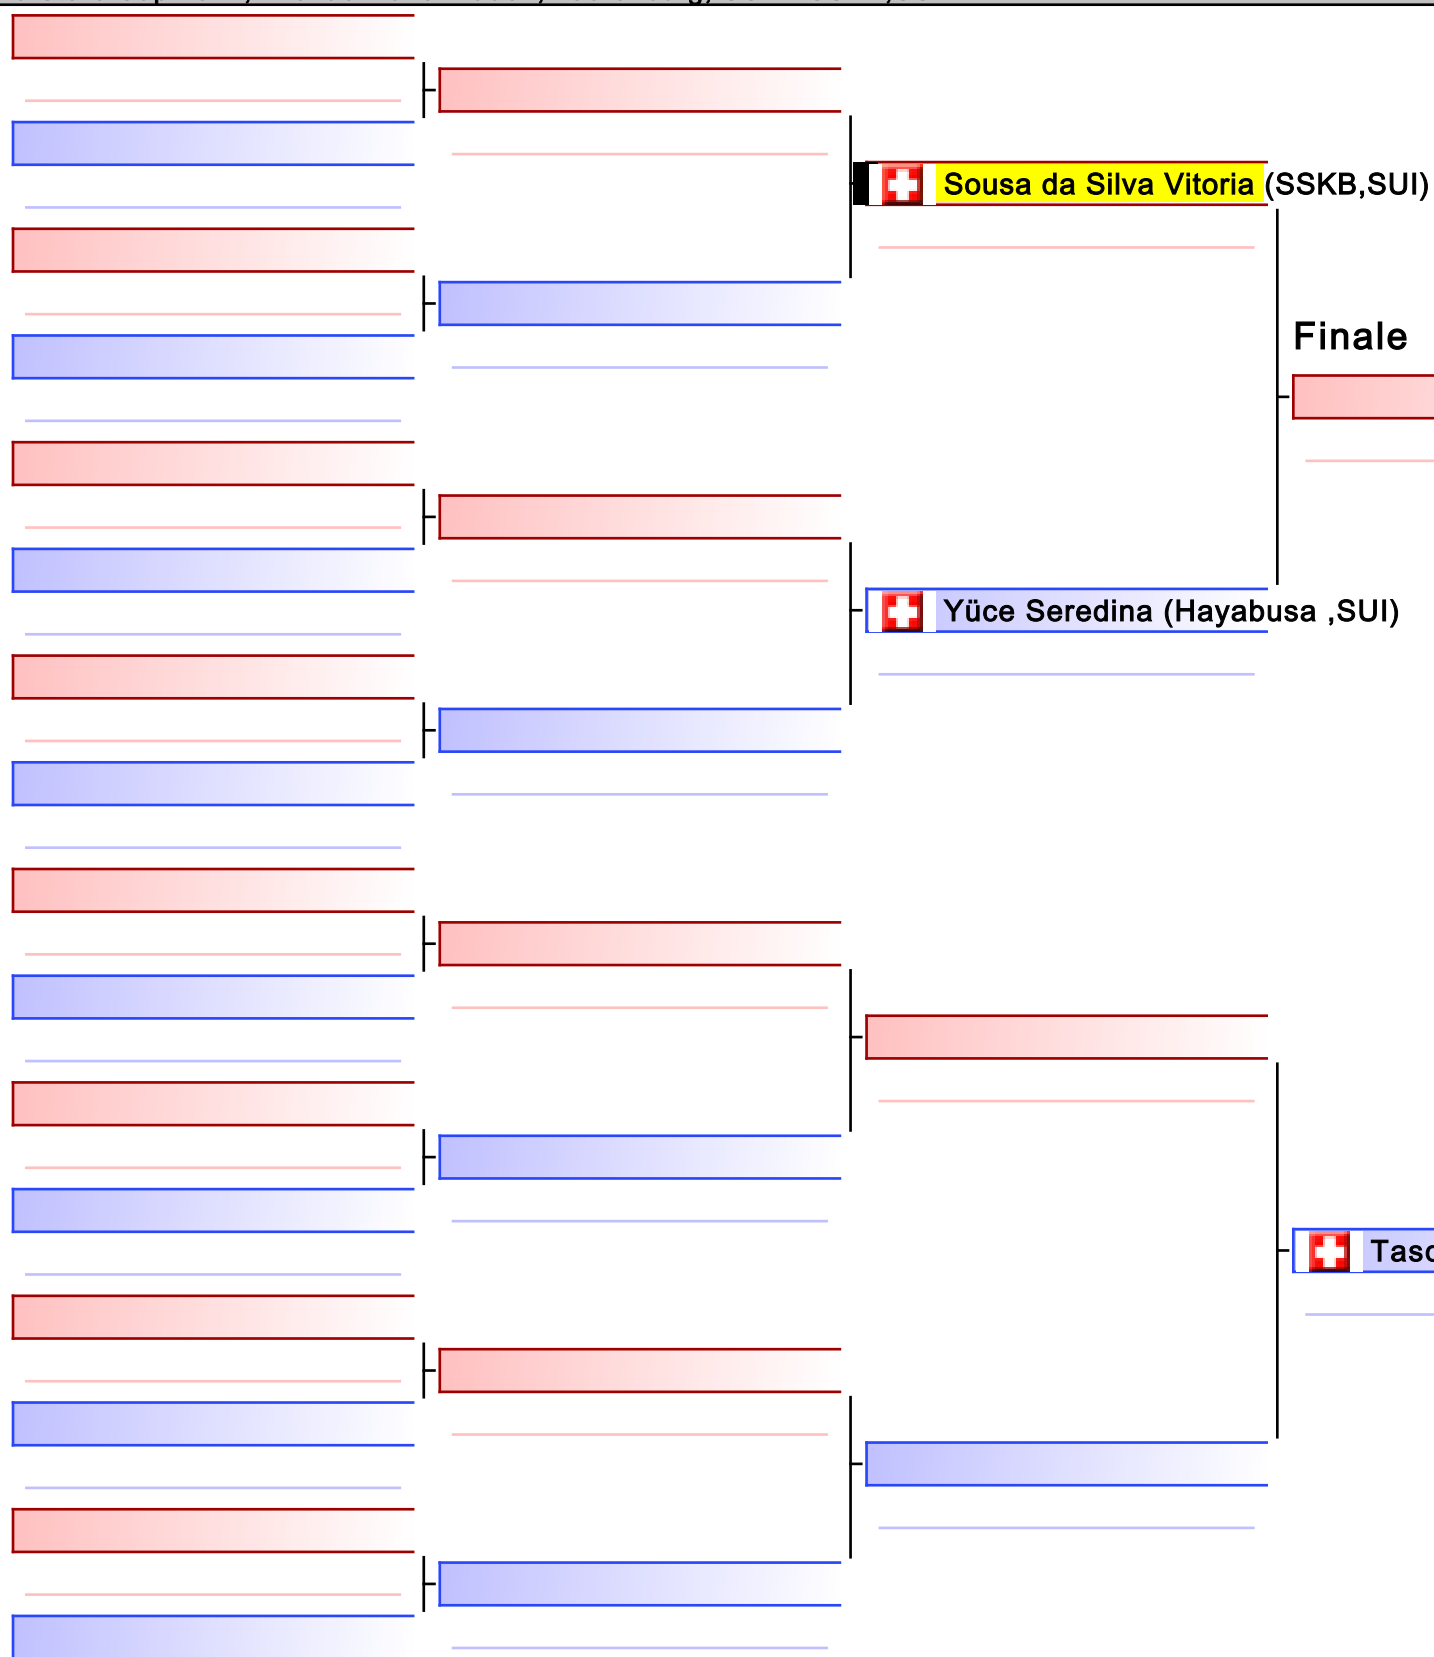 Sousa da Silva Vitoria (SSKB,SUI)
Finale
Yüce Seredina (Hayabusa ,SUI)